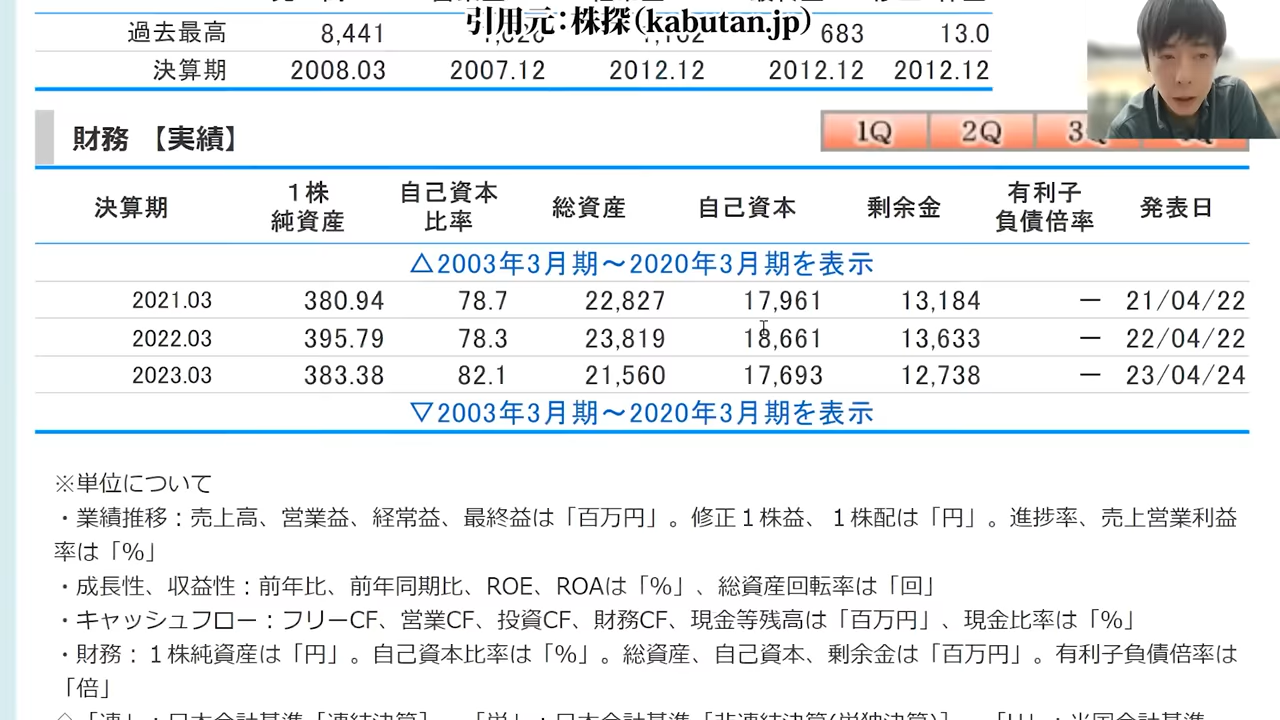 引用元:株探(kabutan.jp)
過去最高 8,441 683 13.0
決算期 2008.03 2007.12 2012.12 2012.12 2012.12
財務 【実績】
1Q 2Q
決算期 1株純資産 自己資本比率 総資産 自己資本 剰余金 有利子負債倍率 発表日
△2003年3月期～2020年3月期を表示
2021.03 380.94 78.7 22,827 17,961 13,184 － 21/04/22
2022.03 395.79 78.3 23,819 18,661 13,633 － 22/04/22
2023.03 383.38 82.1 21,560 17,693 12,738 － 23/04/24
▽2003年3月期～2020年3月期を表示
※単位について
・業績推移：売上高、営業益、経常益、最終益は「百万円」。修正１株益、１株配は「円」。進捗率、売上営業利益
率は「％」
・成長性、収益性：前年比、前年同期比、ROE、ROAは「％」、総資産回転率は「回」
・キャッシュフロー：フリーCF、営業CF、投資CF、財務CF、現金等残高は「百万円」、現金比率は「％」
・財務：１株純資産は「円」。自己資本比率は「％」。総資産、自己資本、剰余金は「百万円」。有利子負債倍率は
「倍」